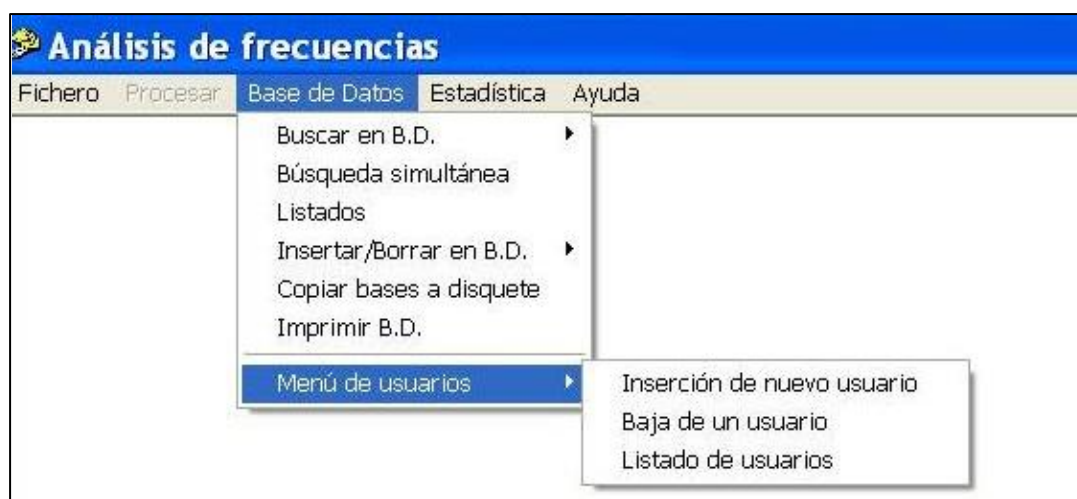 Análisis de frecuencias
Fichero Procesar Base de Datos Estadística Ayuda
Buscar en B.D.
Búsqueda simultánea
Listados
Insertar/Borrar en B.D.
Copiar bases a disquete
Imprimir B.D.
Menú de usuarios
Inserción de nuevo usuario
Baja de un usuario
Listado de usuarios